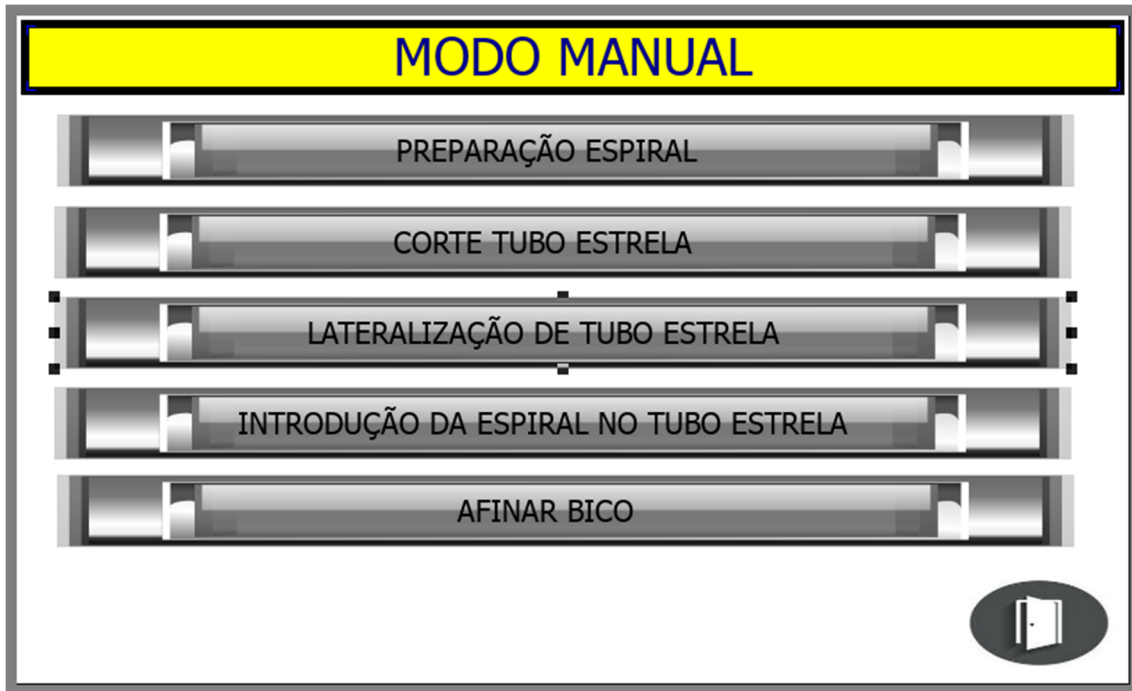 MODO MANUAL
PREPARAÇÃO ESPIRAL
CORTE TUBO ESTRELA
LATERALIZAÇÃO DE TUBO ESTRELA
INTRODUÇÃO DA ESPIRAL NO TUBO ESTRELA
AFINAR BICO